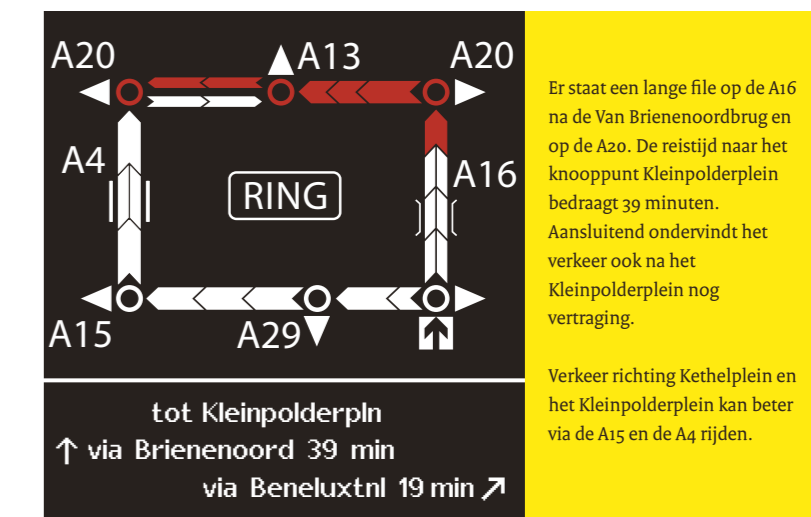 A20
A13
A20
A4
RING
A16
A15
A29
tot Kleinpolderpln
↑ via Brienenoord 39 min
via Beneluxtnl 19 min ↗
Er staat een lange file op de A16
na de Van Brienenoordbrug en
op de A20. De reistijd naar het
knooppunt Kleinpolderplein
bedraagt 39 minuten.
Aansluitend ondervindt het
verkeer ook na het
Kleinpolderplein nog
vertraging.
Verkeer richting Kethelplein en
het Kleinpolderplein kan beter
via de A15 en de A4 rijden.